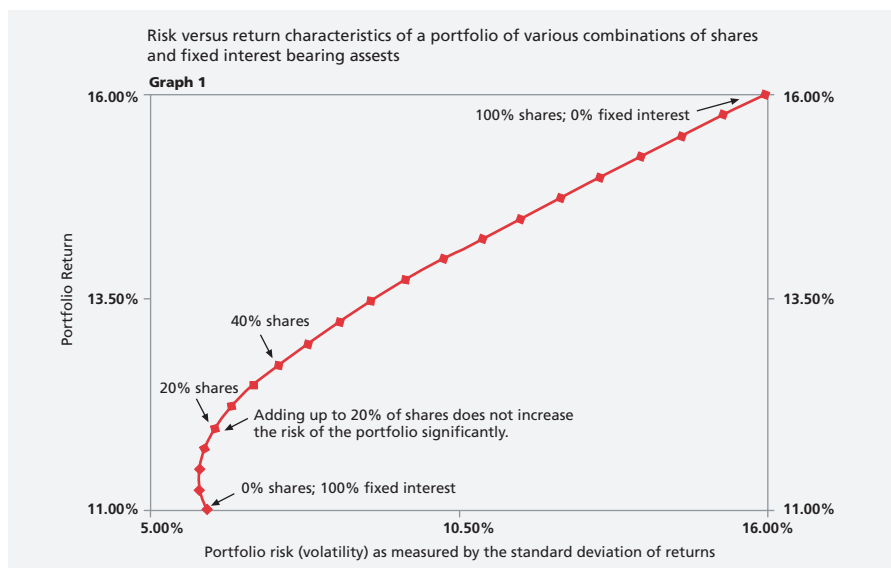 Risk versus return characteristics of a portfolio of various combinations of shares
and fixed interest bearing assests
Graph 1
16.00%
16.00%
100% shares; 0% fixed interest
Portfolio Return
13.50%
13.50%
40% shares
20% shares
Adding up to 20% of shares does not increase
the risk of the portfolio significantly.
0% shares; 100% fixed interest
11.00%
11.00%
5.00%
10.50%
16.00%
Portfolio risk (volatility) as measured by the standard deviation of returns